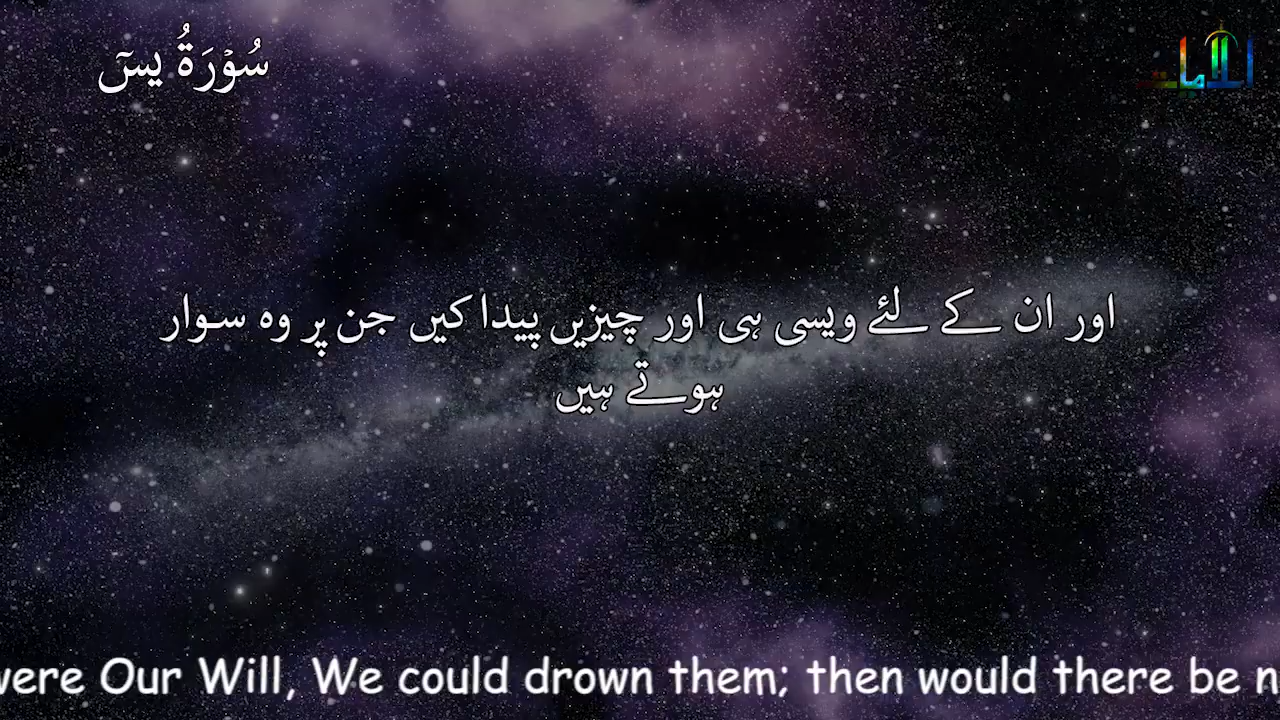 سُوْرَةُ يسٓ
اور ان کے لئے ویسی ہی اور چیزیں پیدا کیں جن پر وہ سوار
ہوتے ہیں
were Our Will, We could drown them; then would there be n